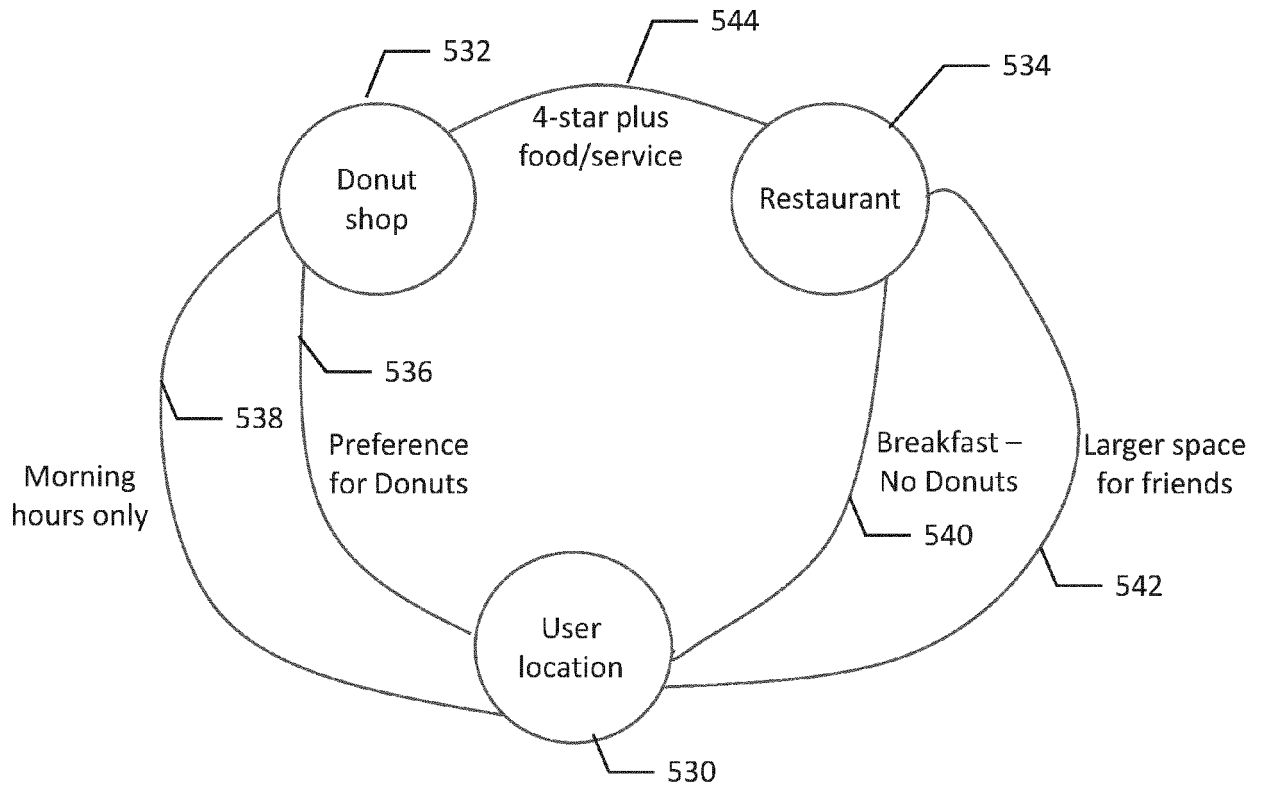 544
532
534
4-star plus
food/service
Donut
shop
Restaurant
536
538
Preference
for Donuts
Breakfast –
No Donuts
Larger space
for friends
Morning
hours only
540
542
User
location
530